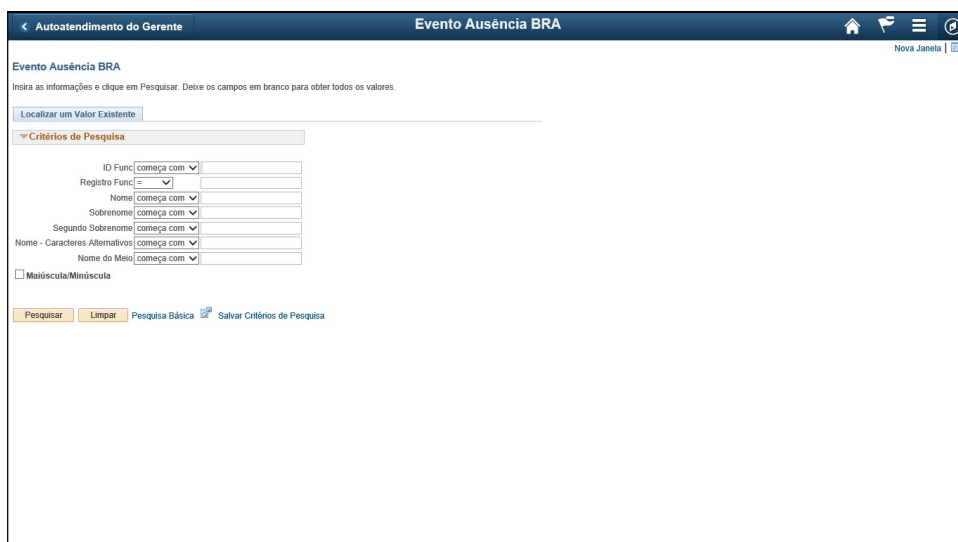 Autoatendimento do Gerente Evento Ausência BRA
Nova Janela |
Evento Ausência BRA
Insira as informações e clique em Pesquisar. Deixe os campos em branco para obter todos os valores.
Localizar um Valor Existente
Critérios de Pesquisa
ID Func começa com
Registro Func =
Nome começa com
Sobrenome começa com
Segundo Sobrenome começa com
Nome - Caracteres Alternativos começa com
Nome do Meio começa com
Maiúscula/Minúscula
Pesquisar Limpar Pesquisa Básica Salvar Critérios de Pesquisa